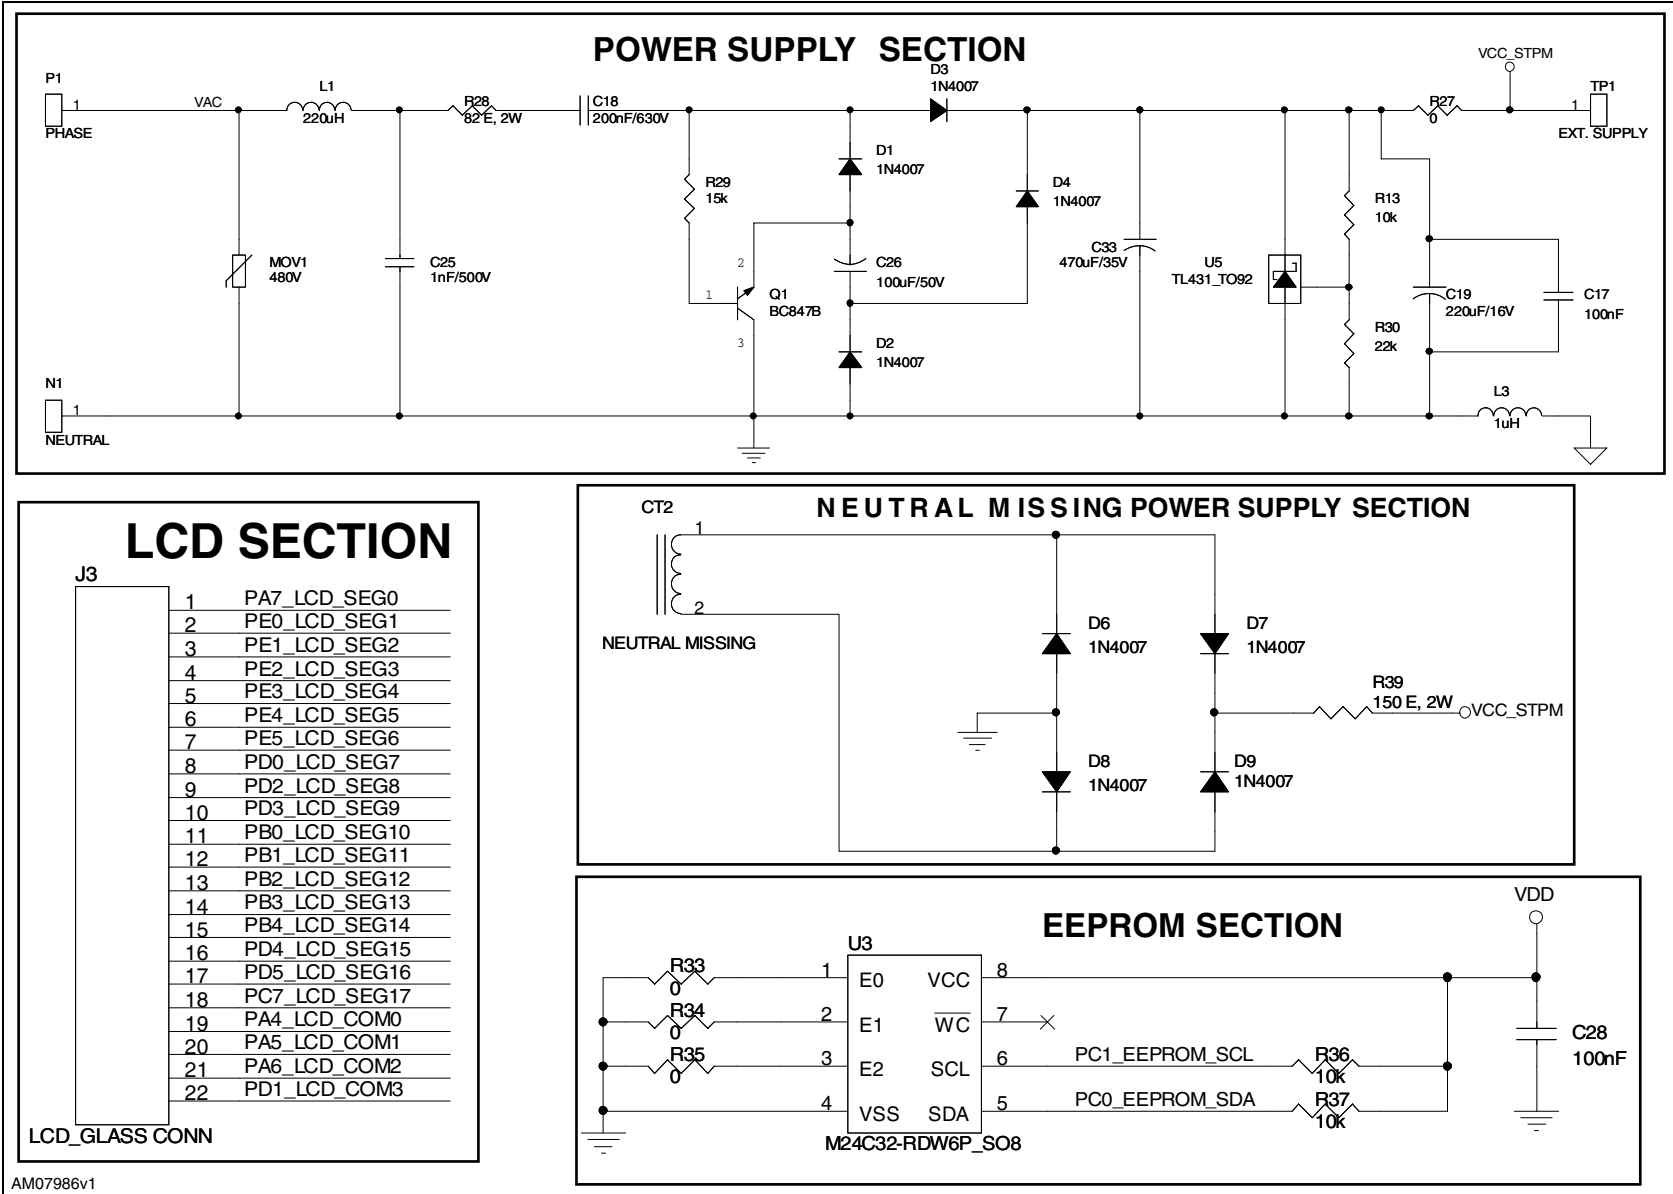 POWER SUPPLY SECTION
P1
1
PHASE
VAC
L1
220uH
R28
82 E, 2W
C18
200nF/630V
D3
1N4007
VCC_STPM
R27
0
TP1
1
EXT. SUPPLY
D1
1N4007
R29
15k
D4
1N4007
R13
10k
MOV1
480V
C25
1nF/500V
2
1
3
Q1
BC847B
C26
100uF/50V
C33
470uF/35V
U5
TL431_TO92
C19
220uF/16V
C17
100nF
D2
1N4007
R30
22k
N1
1
NEUTRAL
L3
1uH
LCD SECTION
J3
1 PA7_LCD_SEG0
2 PE0_LCD_SEG1
3 PE1_LCD_SEG2
4 PE2_LCD_SEG3
5 PE3_LCD_SEG4
6 PE4_LCD_SEG5
7 PE5_LCD_SEG6
8 PD0_LCD_SEG7
9 PD2_LCD_SEG8
10 PD3_LCD_SEG9
11 PB0_LCD_SEG10
12 PB1_LCD_SEG11
13 PB2_LCD_SEG12
14 PB3_LCD_SEG13
15 PB4_LCD_SEG14
16 PD4_LCD_SEG15
17 PD5_LCD_SEG16
18 PC7_LCD_SEG17
19 PA4_LCD_COM0
20 PA5_LCD_COM1
21 PA6_LCD_COM2
22 PD1_LCD_COM3
LCD_GLASS CONN
NEUTRAL MISSING POWER SUPPLY SECTION
CT2
1
2
NEUTRAL MISSING
D6
1N4007
D7
1N4007
R39
150 E, 2W
VCC_STPM
D8
1N4007
D9
1N4007
EEPROM SECTION
VDD
U3
R33
0
1 E0
VCC 8
R34
0
2 E1
WC 7
R35
0
3 E2
SCL 6
PC1_EEPROM_SCL
R36
10k
4 VSS
SDA 5
PC0_EEPROM_SDA
R37
10k
C28
100nF
M24C32-RDW6P_SO8
AM07986v1